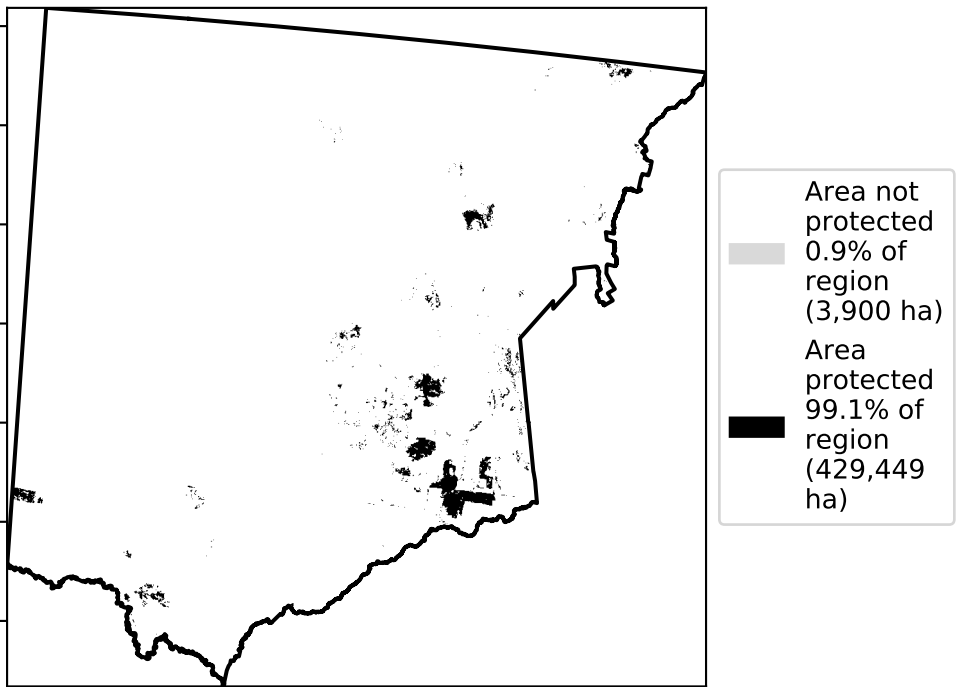 Area not
protected
0.9% of
region
(3,900 ha)
Area
protected
99.1% of
region
(429,449
ha)